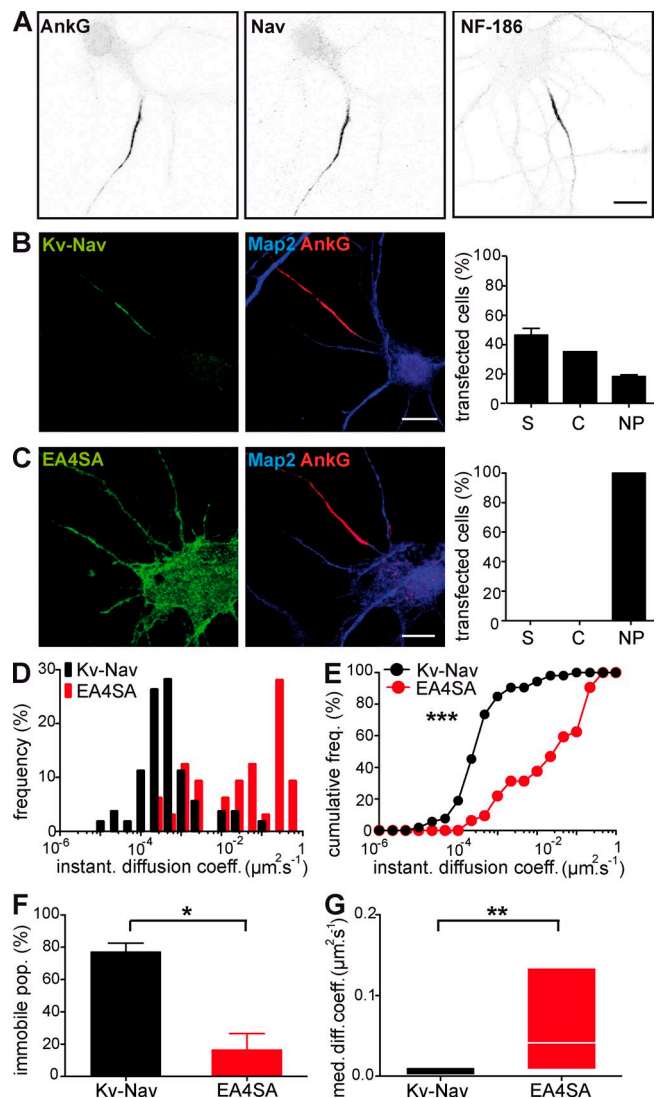 A AnkG Nav NF-186
B Kv-Nav Map2 AnkG
transfected cells (%)
100
80
60
40
20
0
S C NP
C EA4SA Map2 AnkG
transfected cells (%)
100
80
60
40
20
0
S C NP
D
Kv-Nav
EA4SA
frequency (%)
30
20
10
0
10-6 10-4 10-2 1
instant. diffusion coeff. (µm².s-1)
E
Kv-Nav
EA4SA
***
cumulative freq. (%)
100
80
60
40
20
0
10-6 10-4 10-2 1
instant. diffusion coeff. (µm².s-1)
F
*
immobile pop. (%)
100
80
60
40
20
0
Kv-Nav EA4SA
G
**
med. diff. coeff. (µm².s-1)
0.2
0.1
0.0
Kv-Nav EA4SA